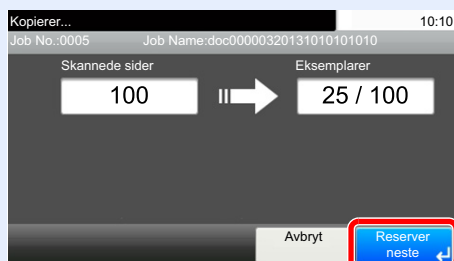 Kopierer... 10:10
Job No.:0005 Job Name:doc00000320131010101010
Skannede sider Eksemplarer
100 25 / 100
Avbryt Reserver
neste